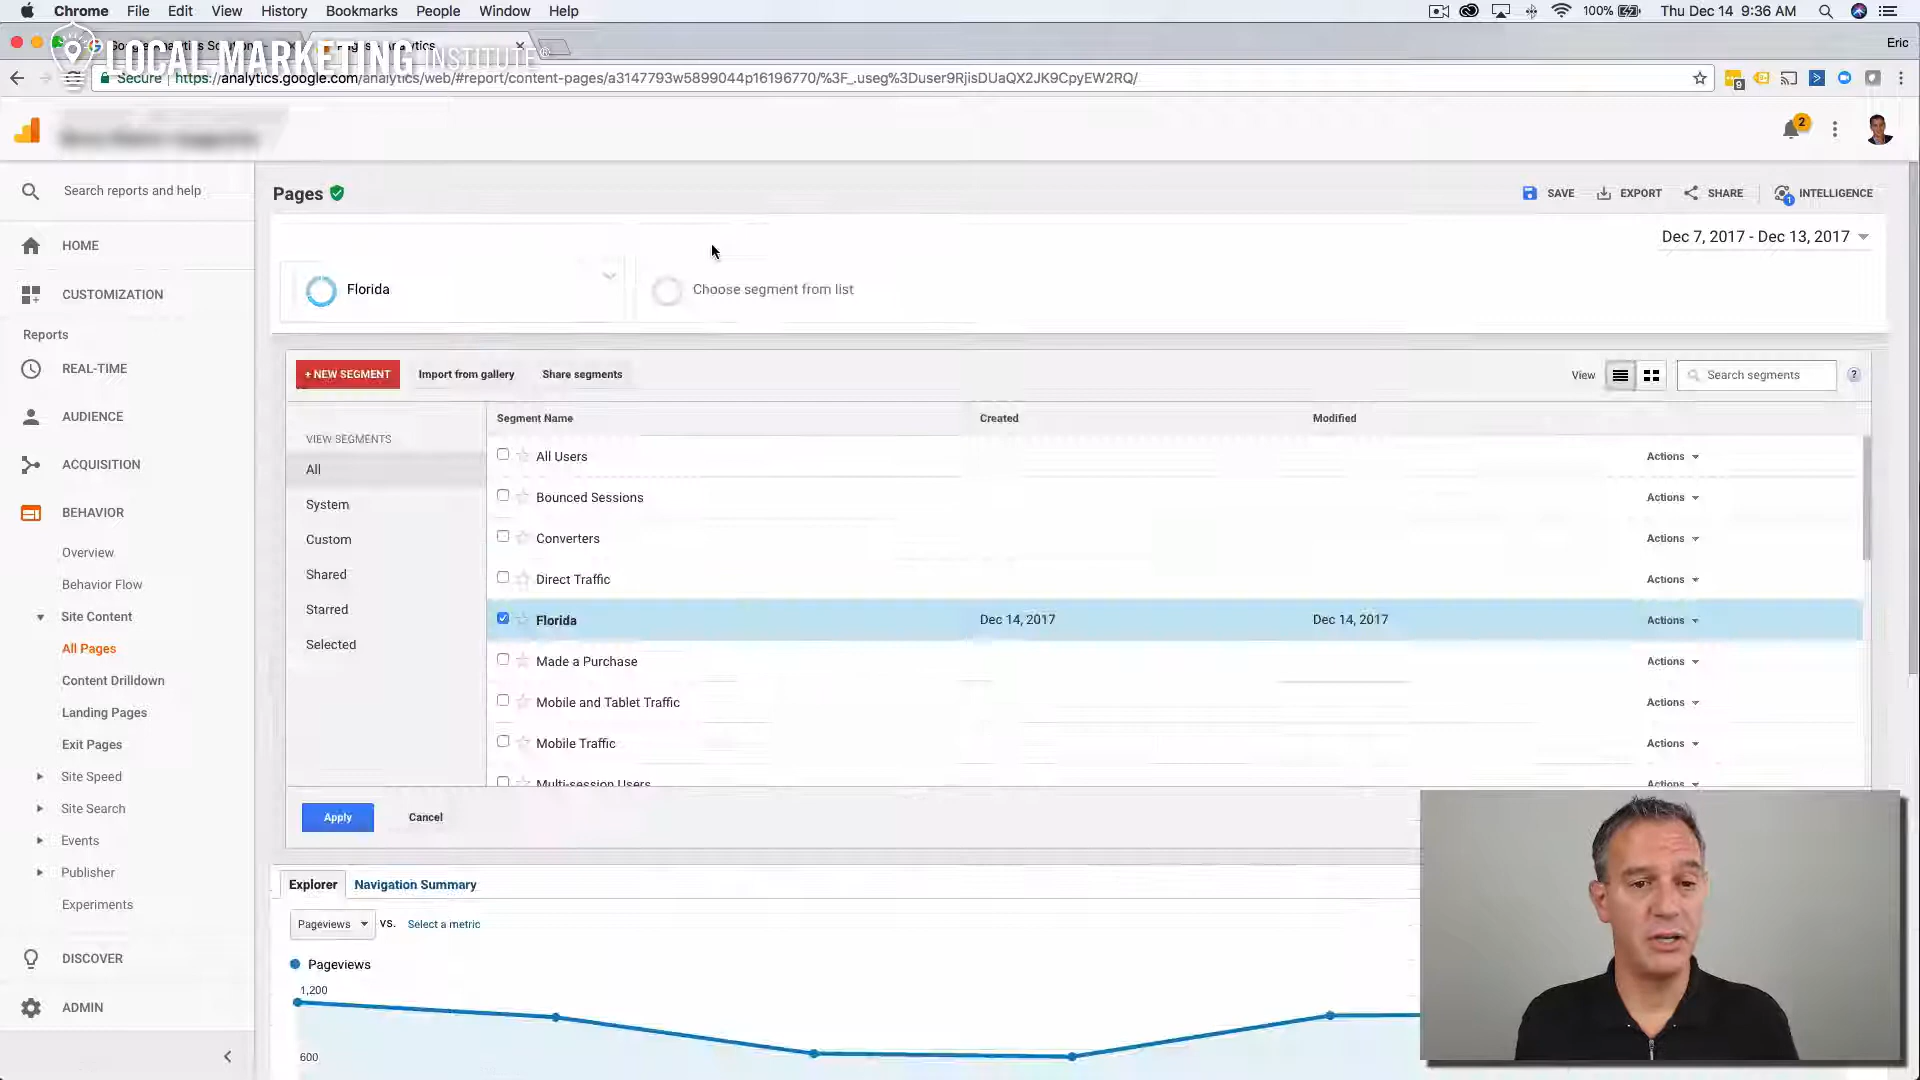 Chrome File Edit View History Bookmarks People Window Help
100% Thu Dec 14 9:36 AM
LOCAL MARKETING INSTITUTE®
Eric
Secure https://analytics.google.com/analytics/web/#report/content-pages/a3147793w5899044p16196770/%3F_.useg%3Duser9RjisDUaQX2JK9CpyEW2RQ/
9
2
Search reports and help
HOME
CUSTOMIZATION
Reports
REAL-TIME
AUDIENCE
ACQUISITION
BEHAVIOR
Overview
Behavior Flow
Site Content
All Pages
Content Drilldown
Landing Pages
Exit Pages
Site Speed
Site Search
Events
Publisher
Experiments
DISCOVER
ADMIN
Pages
SAVE EXPORT SHARE 1 INTELLIGENCE
Dec 7, 2017 - Dec 13, 2017
Florida
Choose segment from list
+ NEW SEGMENT Import from gallery Share segments
View Search segments ?
VIEW SEGMENTS
All
System
Custom
Shared
Starred
Selected
Segment Name Created Modified
All Users Actions
Bounced Sessions Actions
Converters Actions
Direct Traffic Actions
Florida Dec 14, 2017 Dec 14, 2017 Actions
Made a Purchase Actions
Mobile and Tablet Traffic Actions
Mobile Traffic Actions
Multi-session Users Actions
Apply Cancel
Explorer Navigation Summary
Pageviews VS. Select a metric
Pageviews
1,200
600